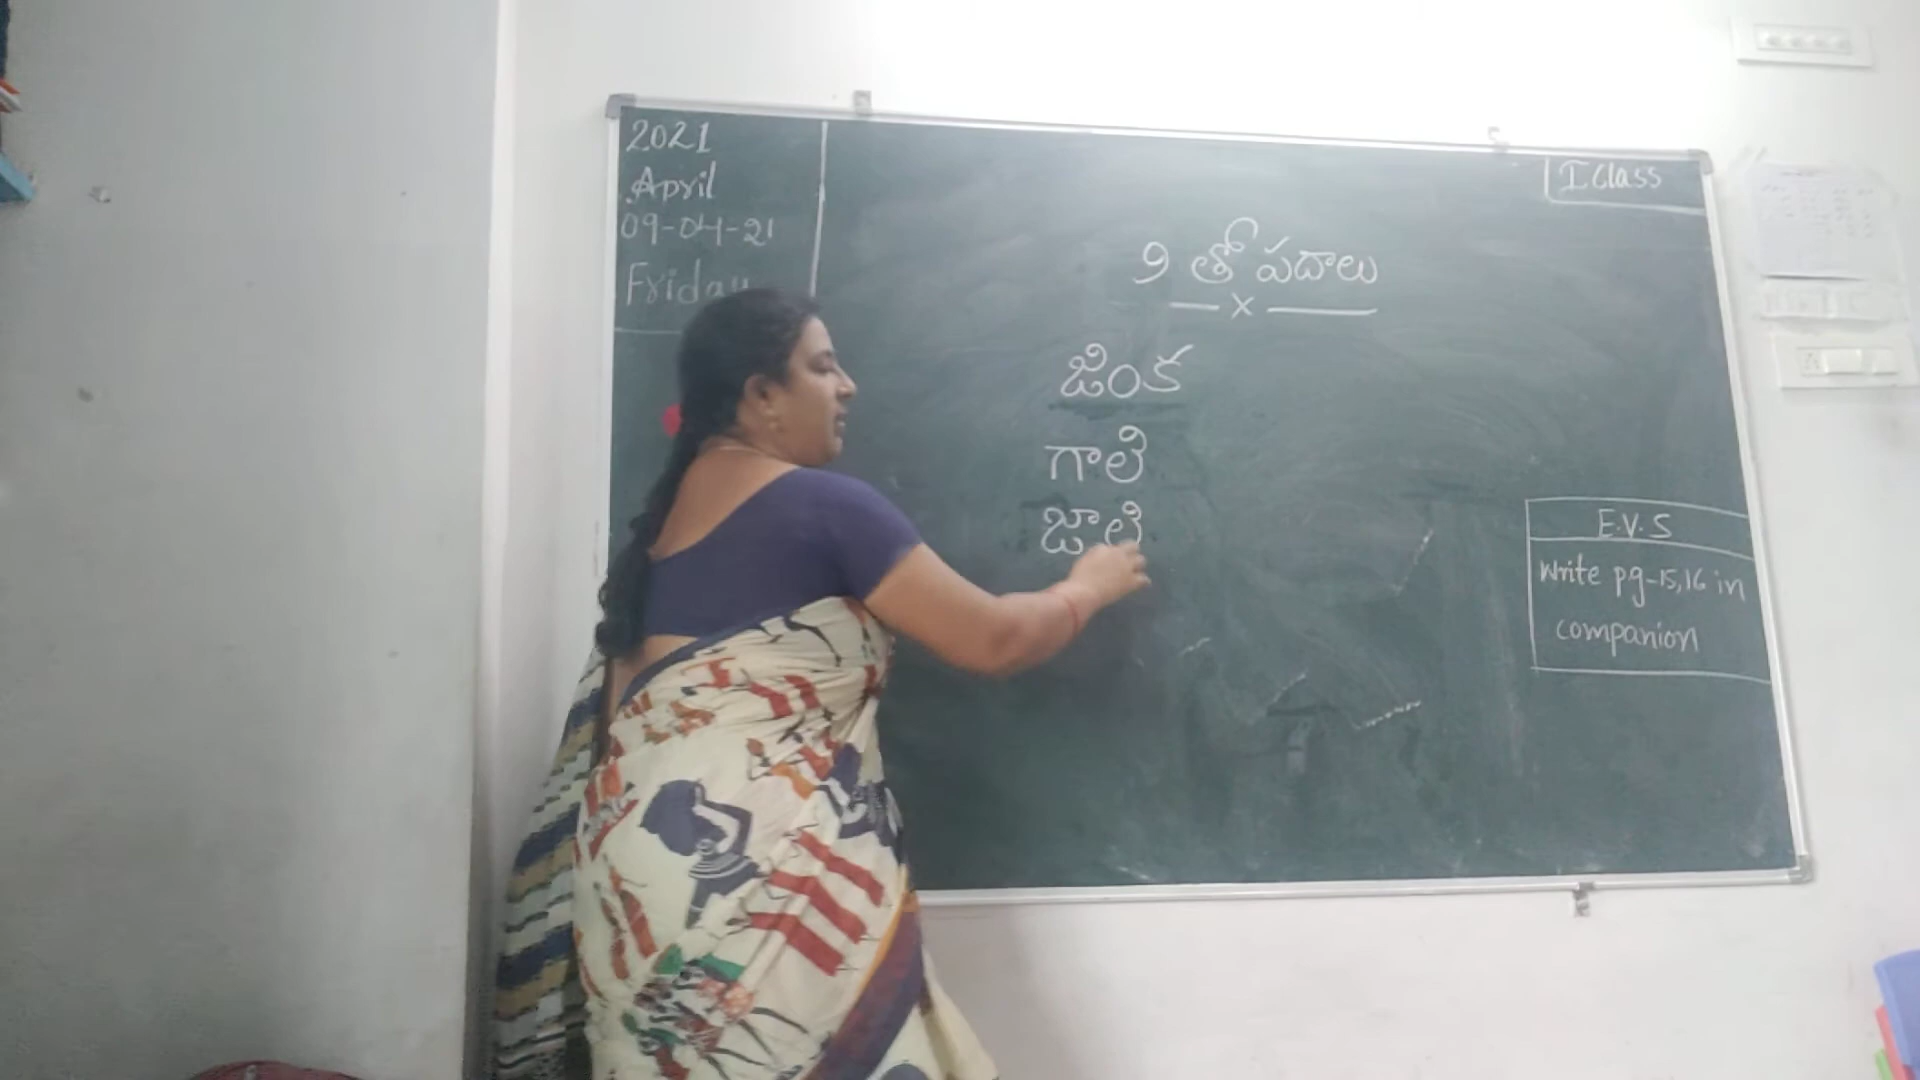 2021
April
09-04-21
Friday
I Class
ఇ తో పదాలు
x
జింక
గాలి
జాలి
E.V.S
Write pg-15,16 in
companion